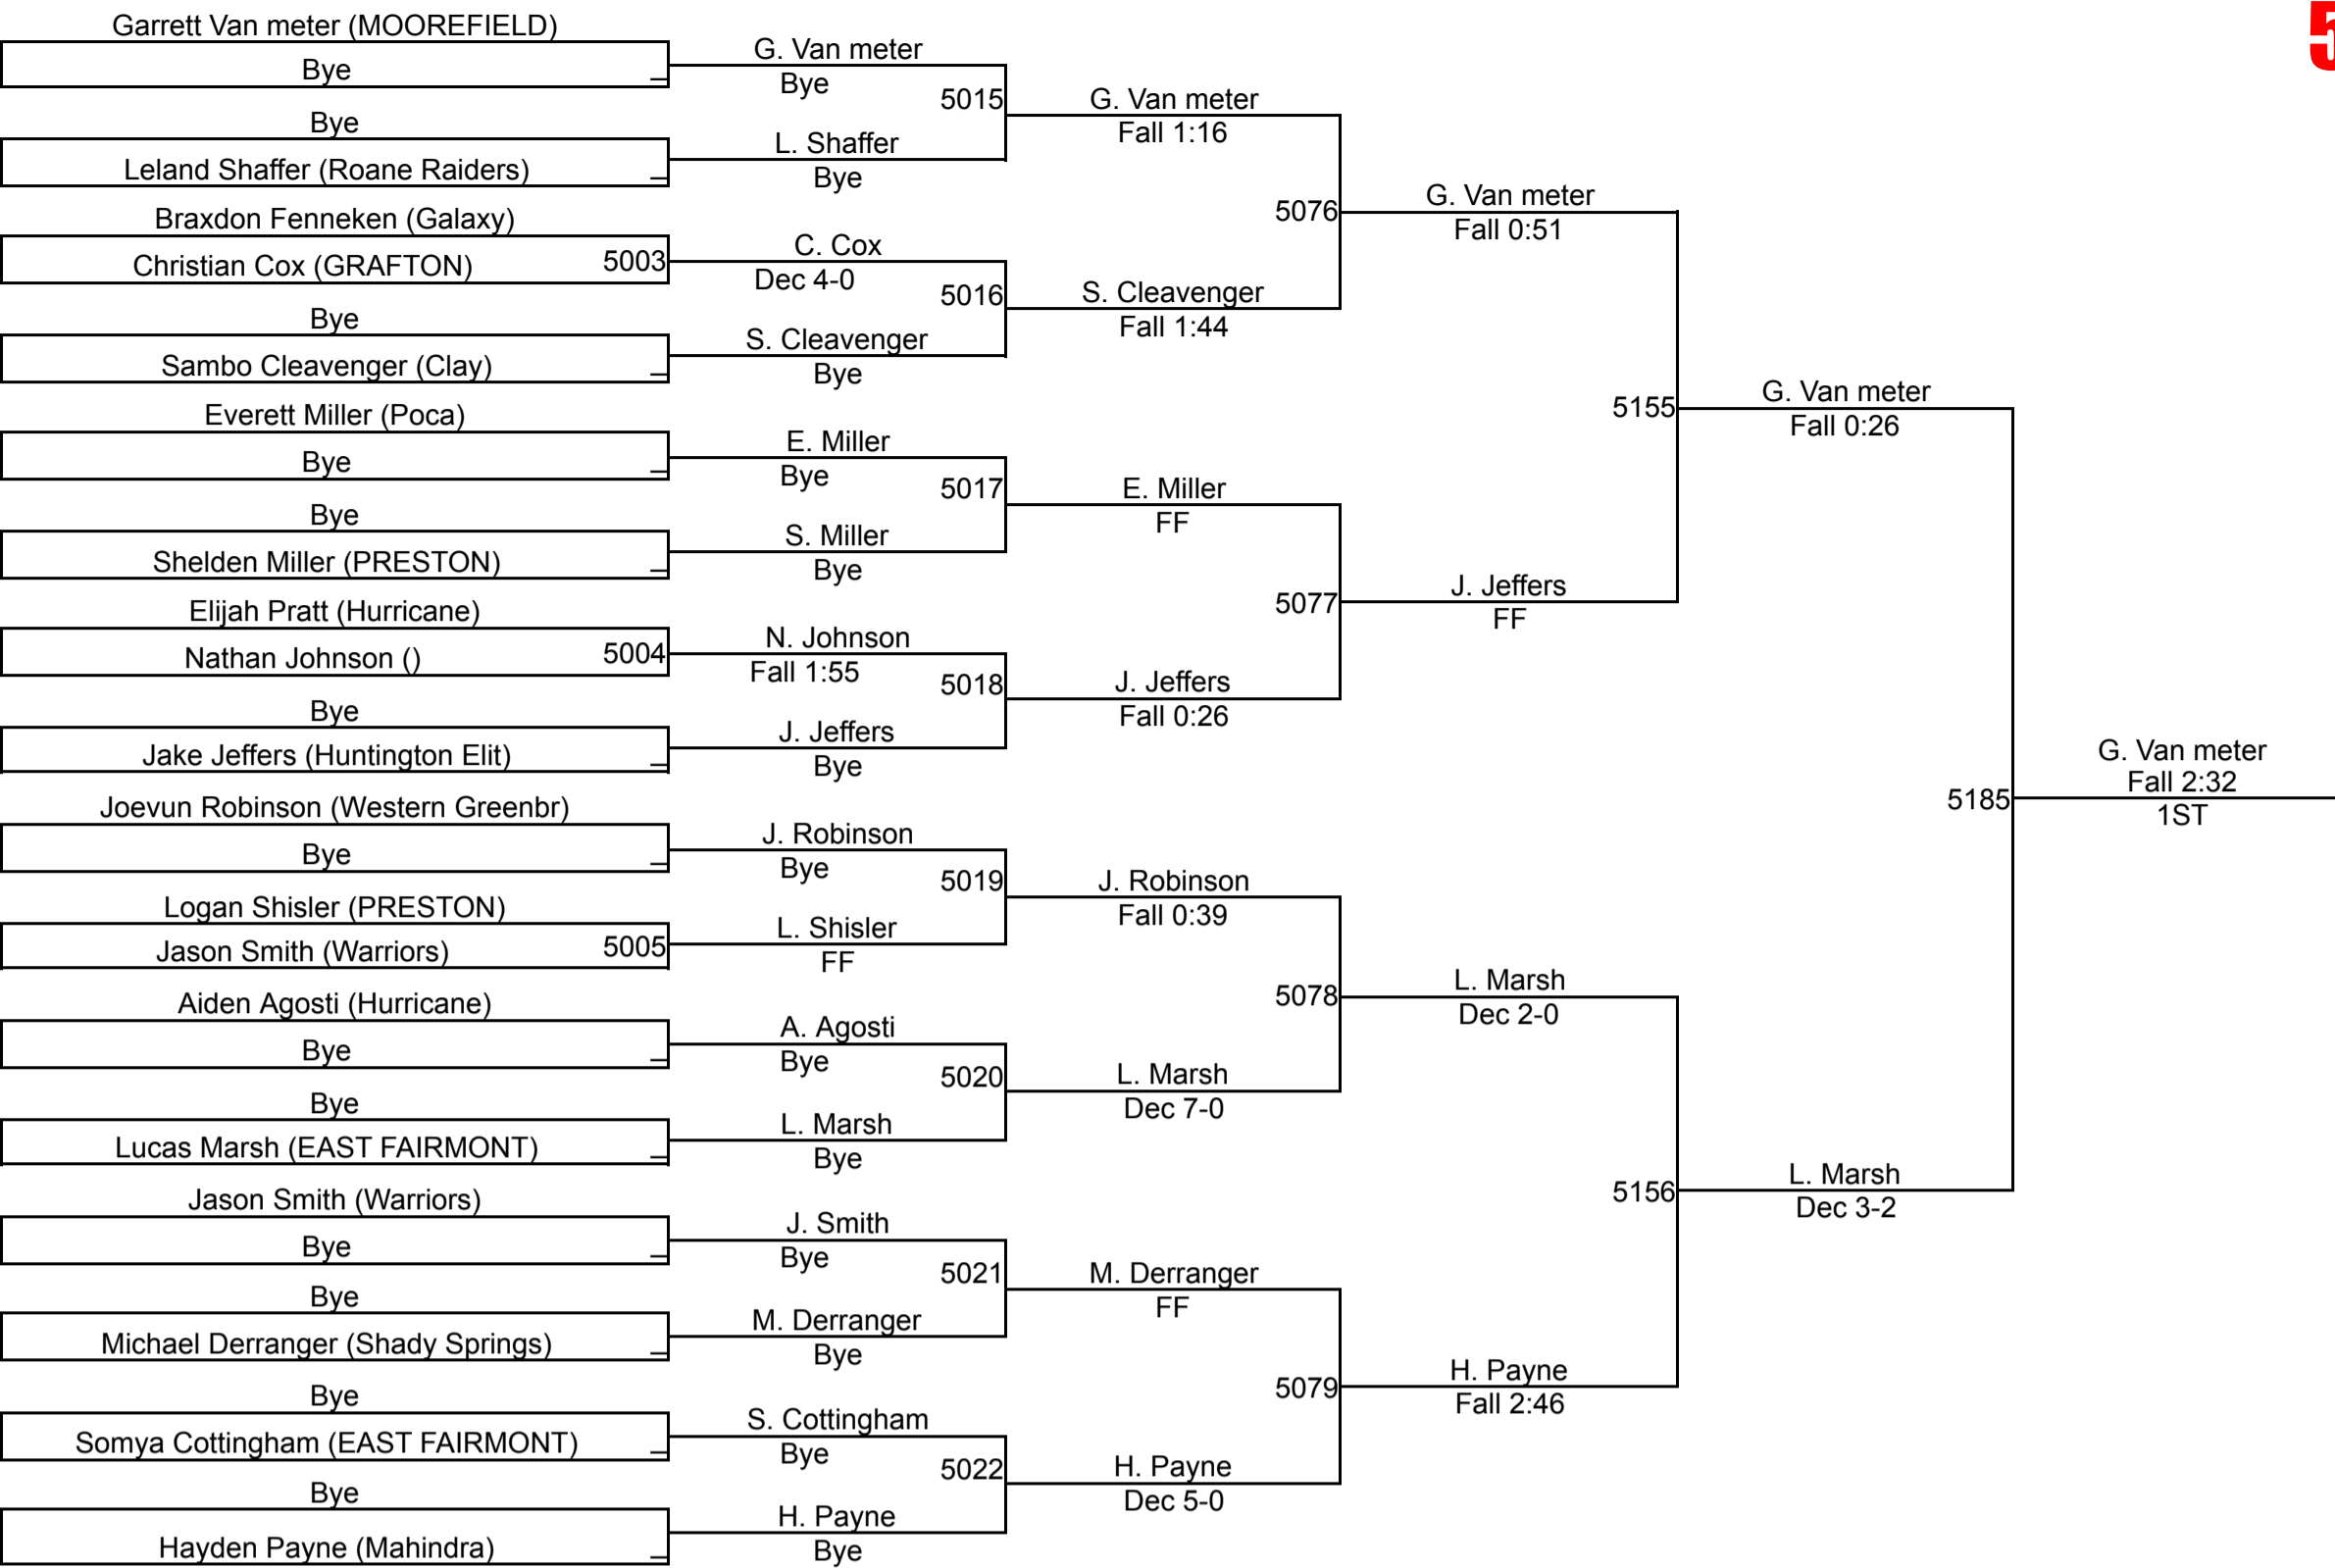 5
Garrett Van meter (MOOREFIELD)
Bye
Bye
Leland Shaffer (Roane Raiders)
Braxdon Fenneken (Galaxy)
Christian Cox (GRAFTON) 5003
Bye
Sambo Cleavenger (Clay)
Everett Miller (Poca)
Bye
Bye
Shelden Miller (PRESTON)
Elijah Pratt (Hurricane)
Nathan Johnson () 5004
Bye
Jake Jeffers (Huntington Elit)
Joevun Robinson (Western Greenbr)
Bye
Logan Shisler (PRESTON)
Jason Smith (Warriors) 5005
Aiden Agosti (Hurricane)
Bye
Bye
Lucas Marsh (EAST FAIRMONT)
Jason Smith (Warriors)
Bye
Bye
Michael Derranger (Shady Springs)
Bye
Somya Cottingham (EAST FAIRMONT)
Bye
Hayden Payne (Mahindra)
G. Van meter
Bye
5015
L. Shaffer
Bye
C. Cox
Dec 4-0
5016
S. Cleavenger
Bye
E. Miller
Bye
5017
S. Miller
Bye
N. Johnson
Fall 1:55
5018
J. Jeffers
Bye
J. Robinson
Bye
5019
L. Shisler
FF
A. Agosti
Bye
5020
L. Marsh
Bye
J. Smith
Bye
5021
M. Derranger
Bye
S. Cottingham
Bye
5022
H. Payne
Bye
G. Van meter
Fall 1:16
5076
S. Cleavenger
Fall 1:44
E. Miller
FF
5077
J. Jeffers
Fall 0:26
J. Robinson
Fall 0:39
5078
L. Marsh
Dec 7-0
M. Derranger
FF
5079
H. Payne
Dec 5-0
G. Van meter
Fall 0:51
5155
J. Jeffers
FF
L. Marsh
Dec 2-0
5156
H. Payne
Fall 2:46
G. Van meter
Fall 0:26
5185
L. Marsh
Dec 3-2
G. Van meter
Fall 2:32
1ST